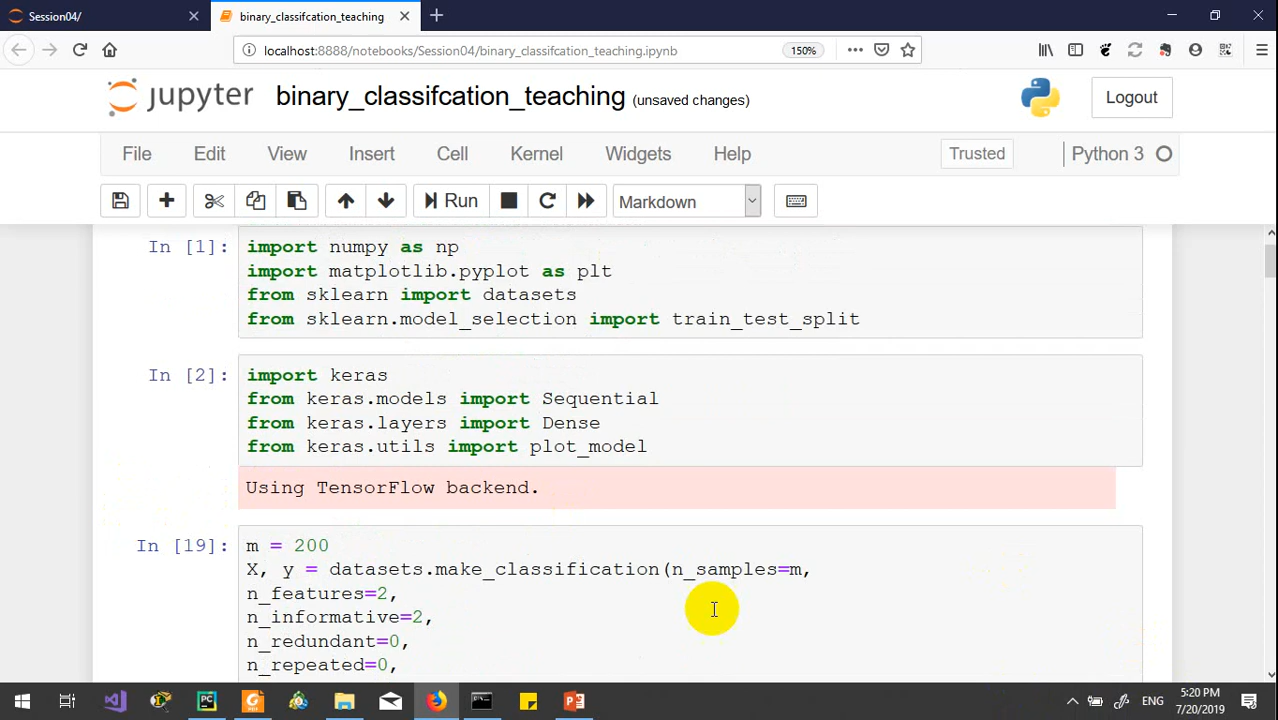 Session04/
binary_classifcation_teaching
localhost:8888/notebooks/Session04/binary_classifcation_teaching.ipynb
150%
jupyter
binary_classifcation_teaching (unsaved changes)
Logout
File Edit View Insert Cell Kernel Widgets Help
Trusted
Python 3
Run
Markdown
In [1]:
import numpy as np
import matplotlib.pyplot as plt
from sklearn import datasets
from sklearn.model_selection import train_test_split
In [2]:
import keras
from keras.models import Sequential
from keras.layers import Dense
from keras.utils import plot_model
Using TensorFlow backend.
In [19]:
m = 200
X, y = datasets.make_classification(n_samples=m,
n_features=2,
n_informative=2,
n_redundant=0,
n_repeated=0,
ENG
5:20 PM
7/20/2019